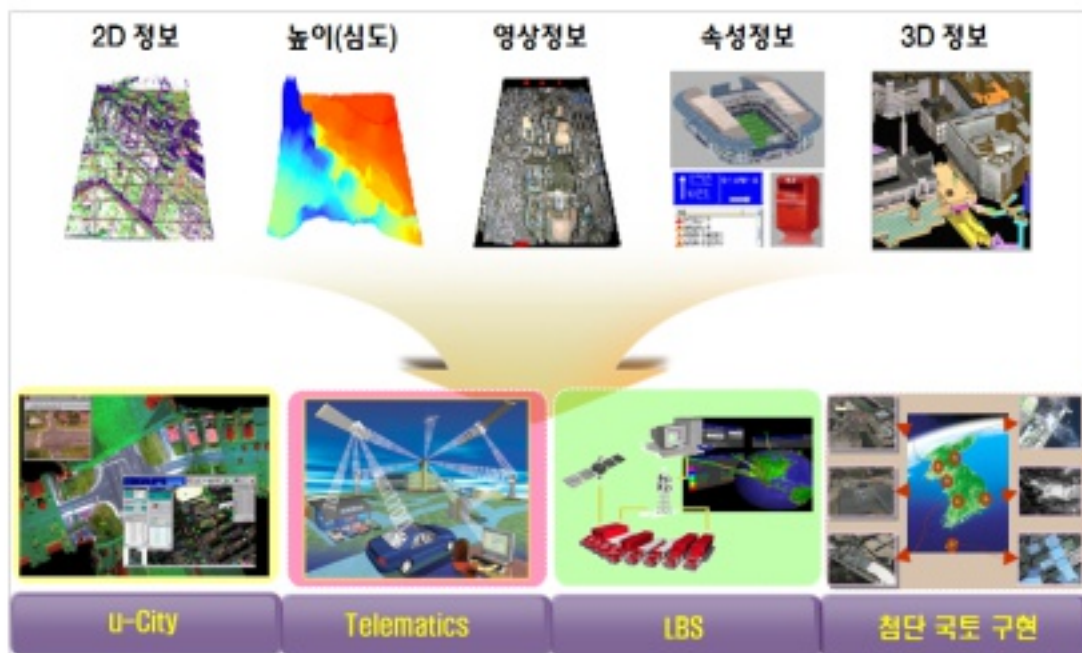 2D 정보
높이(심도)
영상정보
속성정보
3D 정보
u-City
Telematics
LBS
첨단 국토 구현